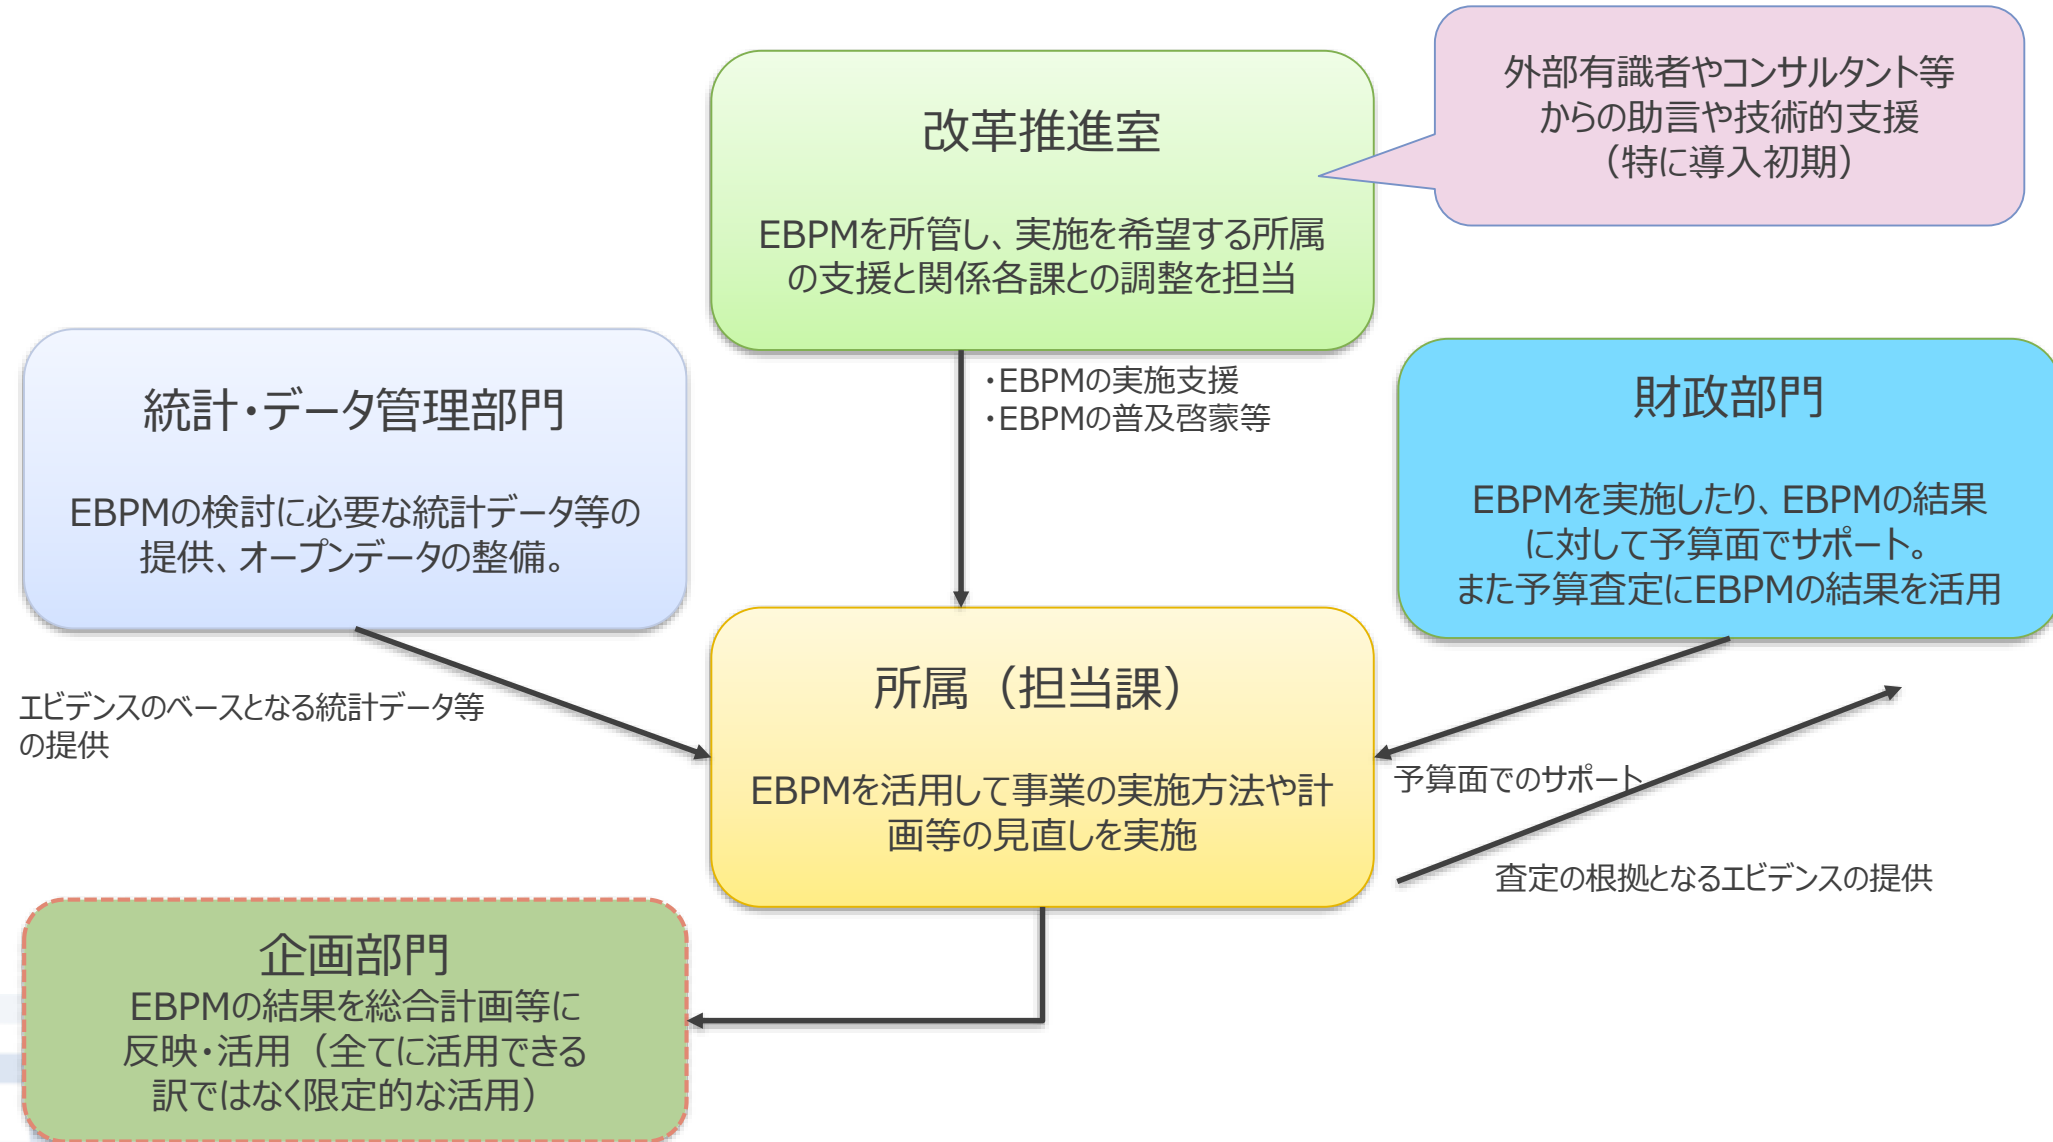 改革推進室
EBPMを所管し、実施を希望する所属
の支援と関係各課との調整を担当
外部有識者やコンサルタント等
からの助言や技術的支援
（特に導入初期）
・EBPMの実施支援
・EBPMの普及啓蒙等
統計・データ管理部門
EBPMの検討に必要な統計データ等の
提供、オープンデータの整備。
財政部門
EBPMを実施したり、EBPMの結果
に対して予算面でサポート。
また予算査定にEBPMの結果を活用
エビデンスのベースとなる統計データ等
の提供
所属（担当課）
EBPMを活用して事業の実施方法や計
画等の見直しを実施
予算面でのサポート
査定の根拠となるエビデンスの提供
企画部門
EBPMの結果を総合計画等に
反映・活用（全てに活用できる
訳ではなく限定的な活用）